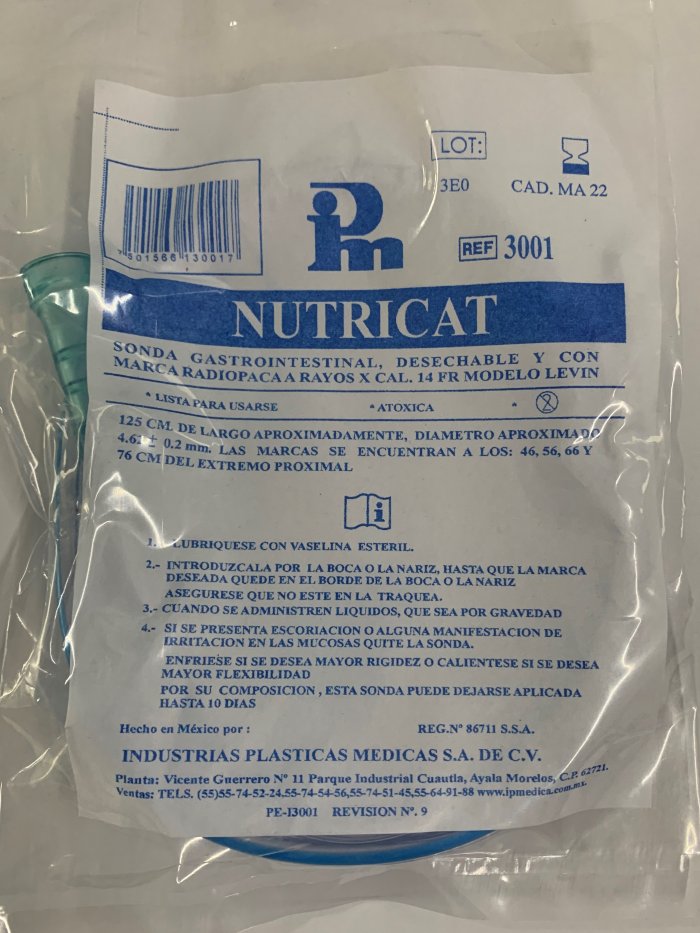 LOT:
3E0
CAD. MA 22
7501566130017
ipm
REF 3001
NUTRICAT
SONDA GASTROINTESTINAL, DESECHABLE Y CON
MARCA RADIOPACA A RAYOS X CAL. 14 FR MODELO LEVIN
* LISTA PARA USARSE *ATOXICA *
125 CM. DE LARGO APROXIMADAMENTE, DIAMETRO APROXIMADO
4.62 ± 0.2 mm. LAS MARCAS SE ENCUENTRAN A LOS: 46, 56, 66 Y
76 CM DEL EXTREMO PROXIMAL
1.- LUBRIQUESE CON VASELINA ESTERIL.
2.- INTRODUZCALA POR LA BOCA O LA NARIZ, HASTA QUE LA MARCA
DESEADA QUEDE EN EL BORDE DE LA BOCA O LA NARIZ
ASEGURESE QUE NO ESTE EN LA TRAQUEA.
3.- CUANDO SE ADMINISTREN LIQUIDOS, QUE SEA POR GRAVEDAD
4.- SI SE PRESENTA ESCORIACION O ALGUNA MANIFESTACION DE
IRRITACION EN LAS MUCOSAS QUITE LA SONDA.
ENFRIESE SI SE DESEA MAYOR RIGIDEZ O CALIENTESE SI SE DESEA
MAYOR FLEXIBILIDAD
POR SU COMPOSICION , ESTA SONDA PUEDE DEJARSE APLICADA
HASTA 10 DIAS
Hecho en México por : REG.Nº 86711 S.S.A.
INDUSTRIAS PLASTICAS MEDICAS S.A. DE C.V.
Planta: Vicente Guerrero Nº 11 Parque Industrial Cuautla, Ayala Morelos, C.P. 62721.
Ventas: TELS. (55)55-74-52-24,55-74-54-56,55-74-51-45,55-64-91-88 www.ipmedica.com.mx.
PE-I3001 REVISION Nº. 9